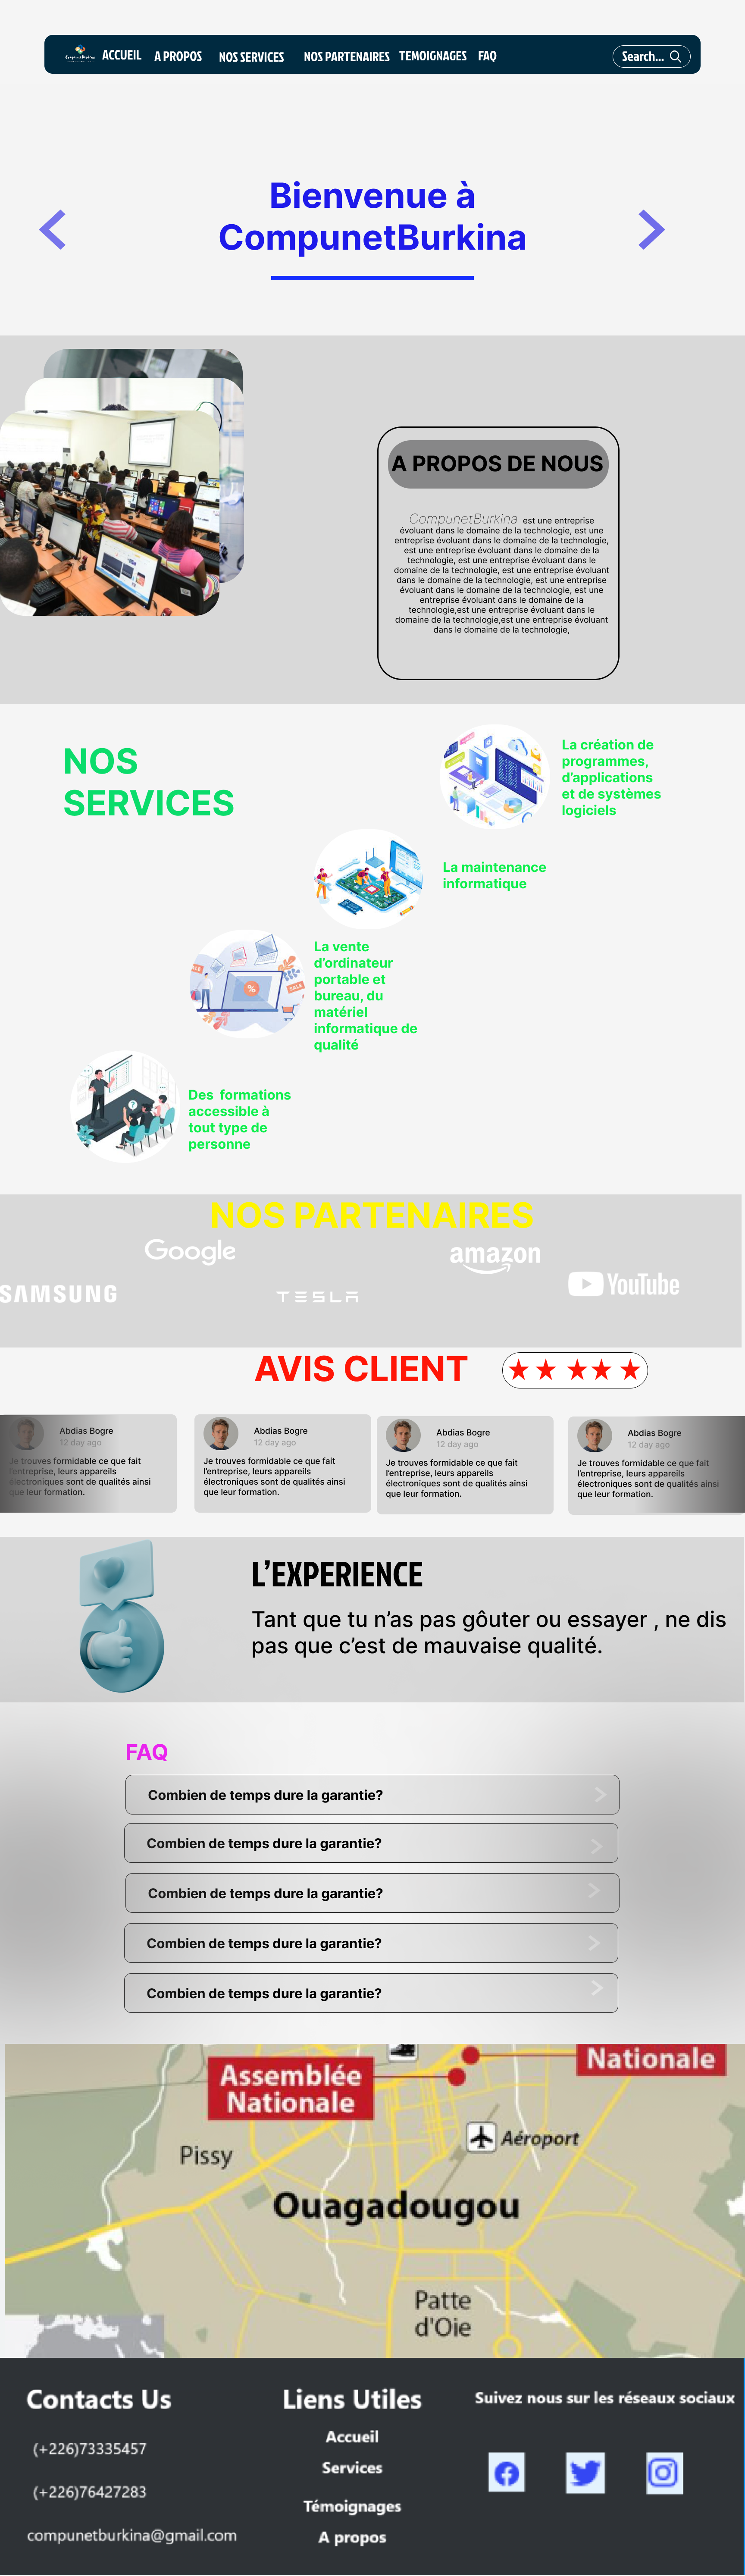 ACCUEIL A PROPOS NOS SERVICES NOS PARTENAIRES TEMOIGNAGES FAQ Search...
Bienvenue à
CompunetBurkina
A PROPOS DE NOUS
CompunetBurkina est une entreprise
évoluant dans le domaine de la technologie, est une
entreprise évoluant dans le domaine de la technologie,
est une entreprise évoluant dans le domaine de la
technologie, est une entreprise évoluant dans le
domaine de la technologie, est une entreprise évoluant
dans le domaine de la technologie, est une entreprise
évoluant dans le domaine de la technologie, est une
entreprise évoluant dans le domaine de la
technologie,est une entreprise évoluant dans le
domaine de la technologie,est une entreprise évoluant
dans le domaine de la technologie,
NOS
SERVICES
La création de
programmes,
d'applications
et de systèmes
logiciels
La maintenance
informatique
SALE
%
SALE
La vente
d'ordinateur
portable et
bureau, du
matériel
informatique de
qualité
?
Des formations
accessible à
tout type de
personne
NOS PARTENAIRES
Google
amazon
SAMSUNG
TESLA
YouTube
AVIS CLIENT
Abdias Bogre
12 day ago
Je trouves formidable ce que fait
l'entreprise, leurs appareils
électroniques sont de qualités ainsi
que leur formation.
Abdias Bogre
12 day ago
Je trouves formidable ce que fait
l'entreprise, leurs appareils
électroniques sont de qualités ainsi
que leur formation.
Abdias Bogre
12 day ago
Je trouves formidable ce que fait
l'entreprise, leurs appareils
électroniques sont de qualités ainsi
que leur formation.
Abdias Bogre
12 day ago
Je trouves formidable ce que fait
l'entreprise, leurs appareils
électroniques sont de qualités ainsi
que leur formation.
L'EXPERIENCE
Tant que tu n'as pas gôuter ou essayer , ne dis
pas que c'est de mauvaise qualité.
FAQ
Combien de temps dure la garantie?
Combien de temps dure la garantie?
Combien de temps dure la garantie?
Combien de temps dure la garantie?
Combien de temps dure la garantie?
Nationale
Assemblée
Nationale
Aéroport
Pissy
Ouagadougou
Patte
d'Oie
Contacts Us
(+226)73335457
(+226)76427283
compunetburkina@gmail.com
Liens Utiles
Accueil
Services
Témoignages
A propos
Suivez nous sur les réseaux sociaux